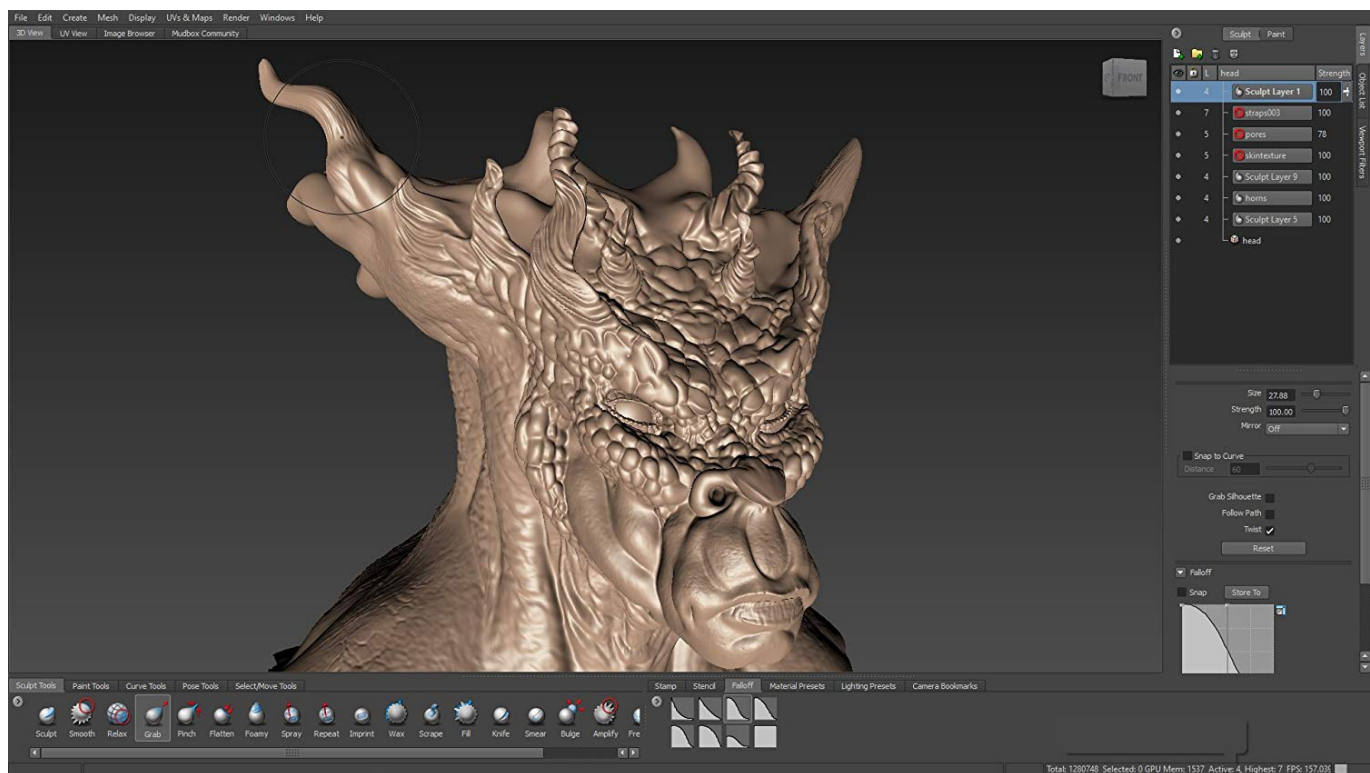 File Edit Create Mesh Display UVs & Maps Render Windows Help
3D View UV View Image Browser Mudbox Community
FRONT
Sculpt Paint
Layers
Object List
Viewport Filters
L head Strength
4 Sculpt Layer 1 100
7 straps003 100
5 pores 78
5 skintexture 100
4 Sculpt Layer 9 100
4 horns 100
4 Sculpt Layer 5 100
head
Size 27.88
Strength 100.00
Mirror Off
Snap to Curve
Distance 60
Grab Silhouette
Follow Path
Twist
Reset
Falloff
Snap Store To
Sculpt Tools Paint Tools Curve Tools Pose Tools Select/Move Tools
Stamp Stencil Falloff Material Presets Lighting Presets Camera Bookmarks
Sculpt Smooth Relax Grab Pinch Flatten Foamy Spray Repeat Imprint Wax Scrape Fill Knife Smear Bulge Amplify Fre
Total: 1280748 Selected: 0 GPU Mem: 1537 Active: 4, Highest: 7 FPS: 157.039